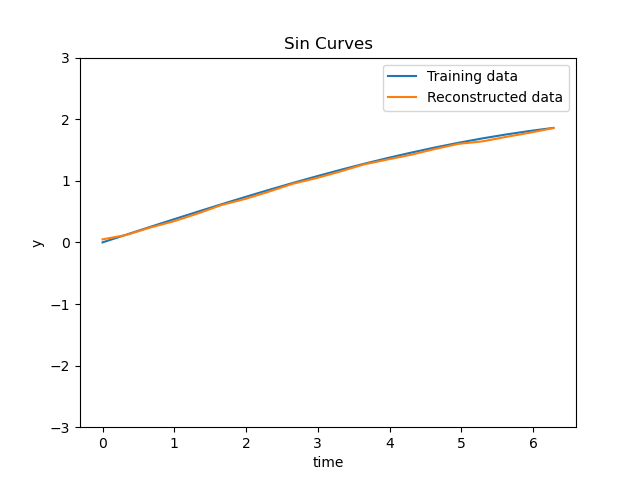 Sin Curves
Training data
Reconstructed data
3
2
1
0
−1
−2
−3
y
0 1 2 3 4 5 6
time